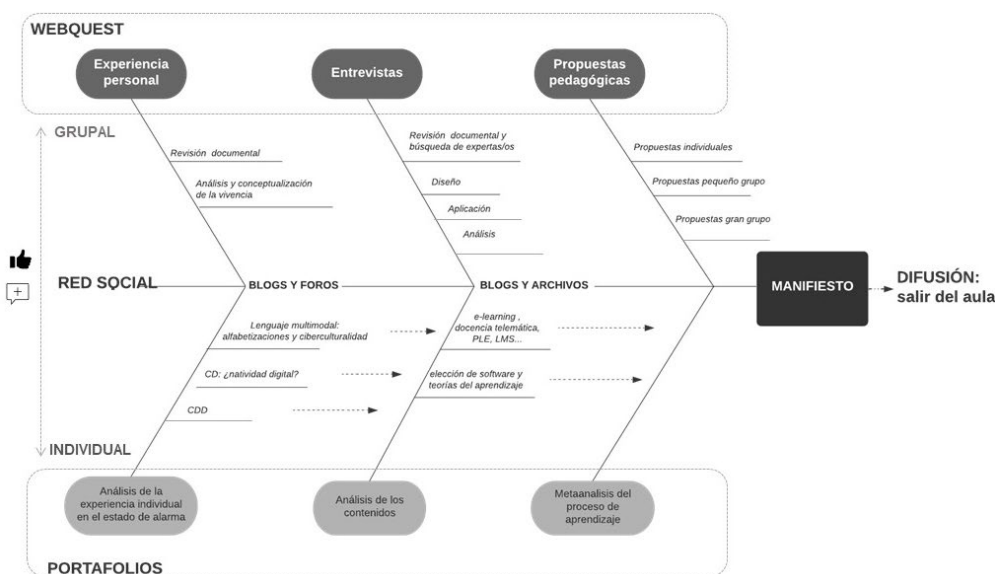 WEBQUEST
Experiencia
personal
Entrevistas
Propuestas
pedagógicas
GRUPAL
Revisión documental
Análisis y conceptualización
de la vivencia
Revisión documental y
búsqueda de expertas/os
Diseño
Aplicación
Análisis
Propuestas individuales
Propuestas pequeño grupo
Propuestas gran grupo
RED SOCIAL
BLOGS Y FOROS
BLOGS Y ARCHIVOS
MANIFIESTO
DIFUSIÓN:
salir del aula
Lenguaje multimodal:
alfabetizaciones y ciberculturalidad
CD: ¿natividad digital?
CDD
e-learning ,
docencia telemática,
PLE, LMS...
elección de software y
teorías del aprendizaje
INDIVIDUAL
Análisis de la
experiencia individual
en el estado de alarma
Análisis de los
contenidos
Metaanalisis del
proceso de
aprendizaje
PORTAFOLIOS